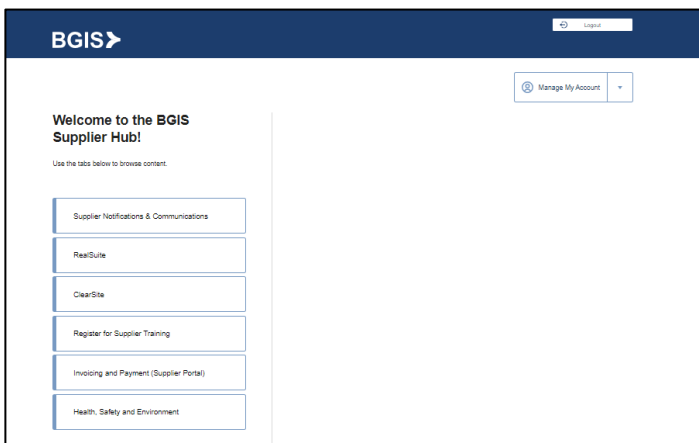 BGIS
Logout
Manage My Account
Welcome to the BGIS
Supplier Hub!
Use the tabs below to browse content.
Supplier Notifications & Communications
RealSuite
ClearSite
Register for Supplier Training
Invoicing and Payment (Supplier Portal)
Health, Safety and Environment